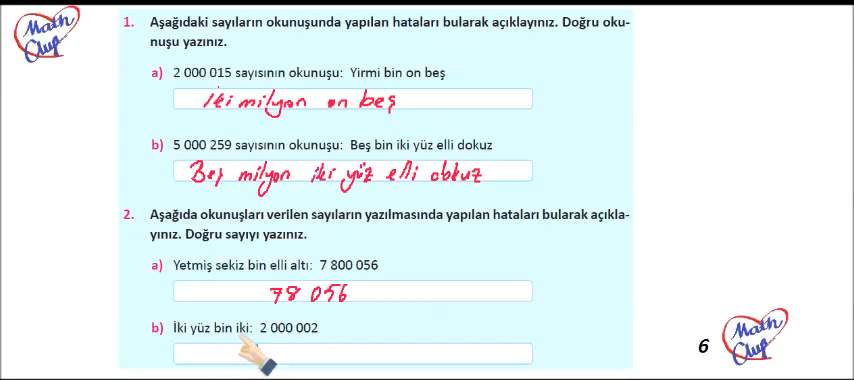 Math
Clup
1. Aşağıdaki sayıların okunuşunda yapılan hataları bularak açıklayınız. Doğru oku-
nuşu yazınız.
a) 2 000 015 sayısının okunuşu: Yirmi bin on beş
İki milyon on beş
b) 5 000 259 sayısının okunuşu: Beş bin iki yüz elli dokuz
Beş milyon iki yüz elli dokuz
2. Aşağıda okunuşları verilen sayıların yazılmasında yapılan hataları bularak açıkla-
yınız. Doğru sayıyı yazınız.
a) Yetmiş sekiz bin elli altı: 7 800 056
78 056
b) İki yüz bin iki: 2 000 002
6
Math
Clup